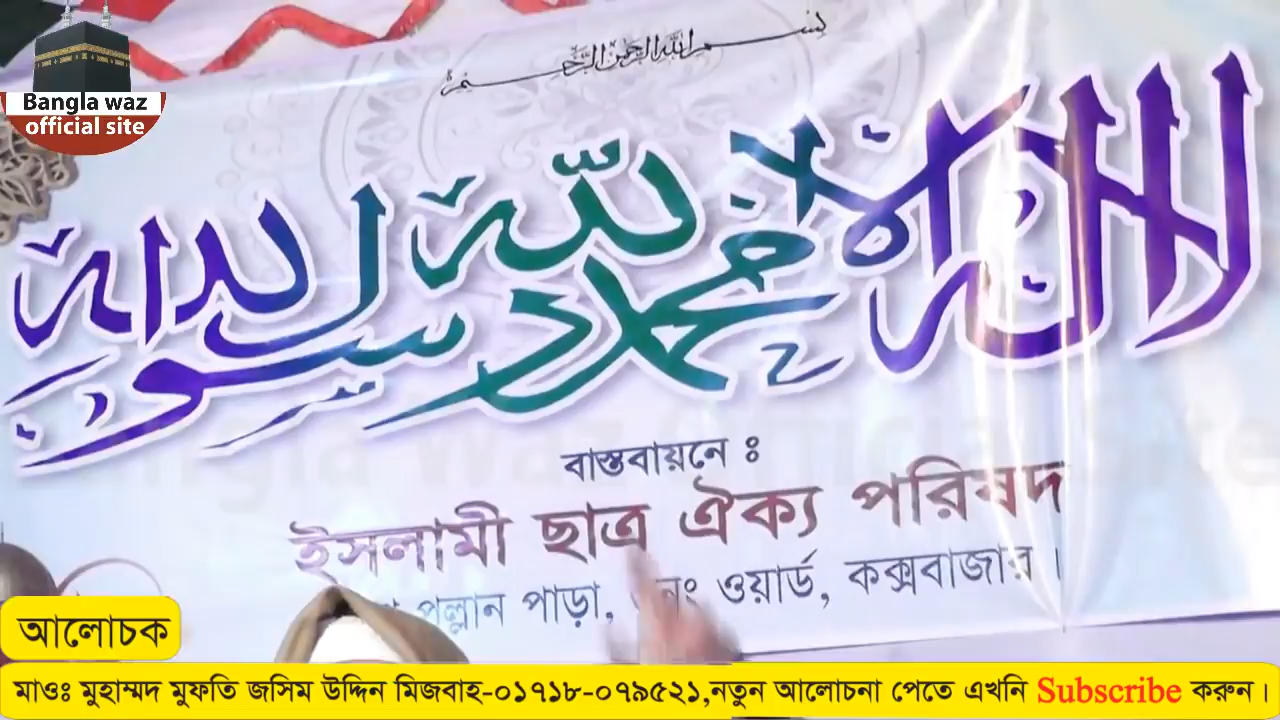 بسم الله الرحمن الرحيم
Bangla waz
official site
لا اله الا الله محمد رسول الله
বাস্তবায়নে ঃ
ইসলামী ছাত্র ঐক্য পরিষদ
পল্লান পাড়া, নং ওয়ার্ড, কক্সবাজার।
আলোচক
মাওঃ মুহাম্মদ মুফতি জসিম উদ্দিন মিজবাহ-০১৭১৮-০৭৯৫২১,নতুন আলোচনা পেতে এখনি Subscribe করুন।